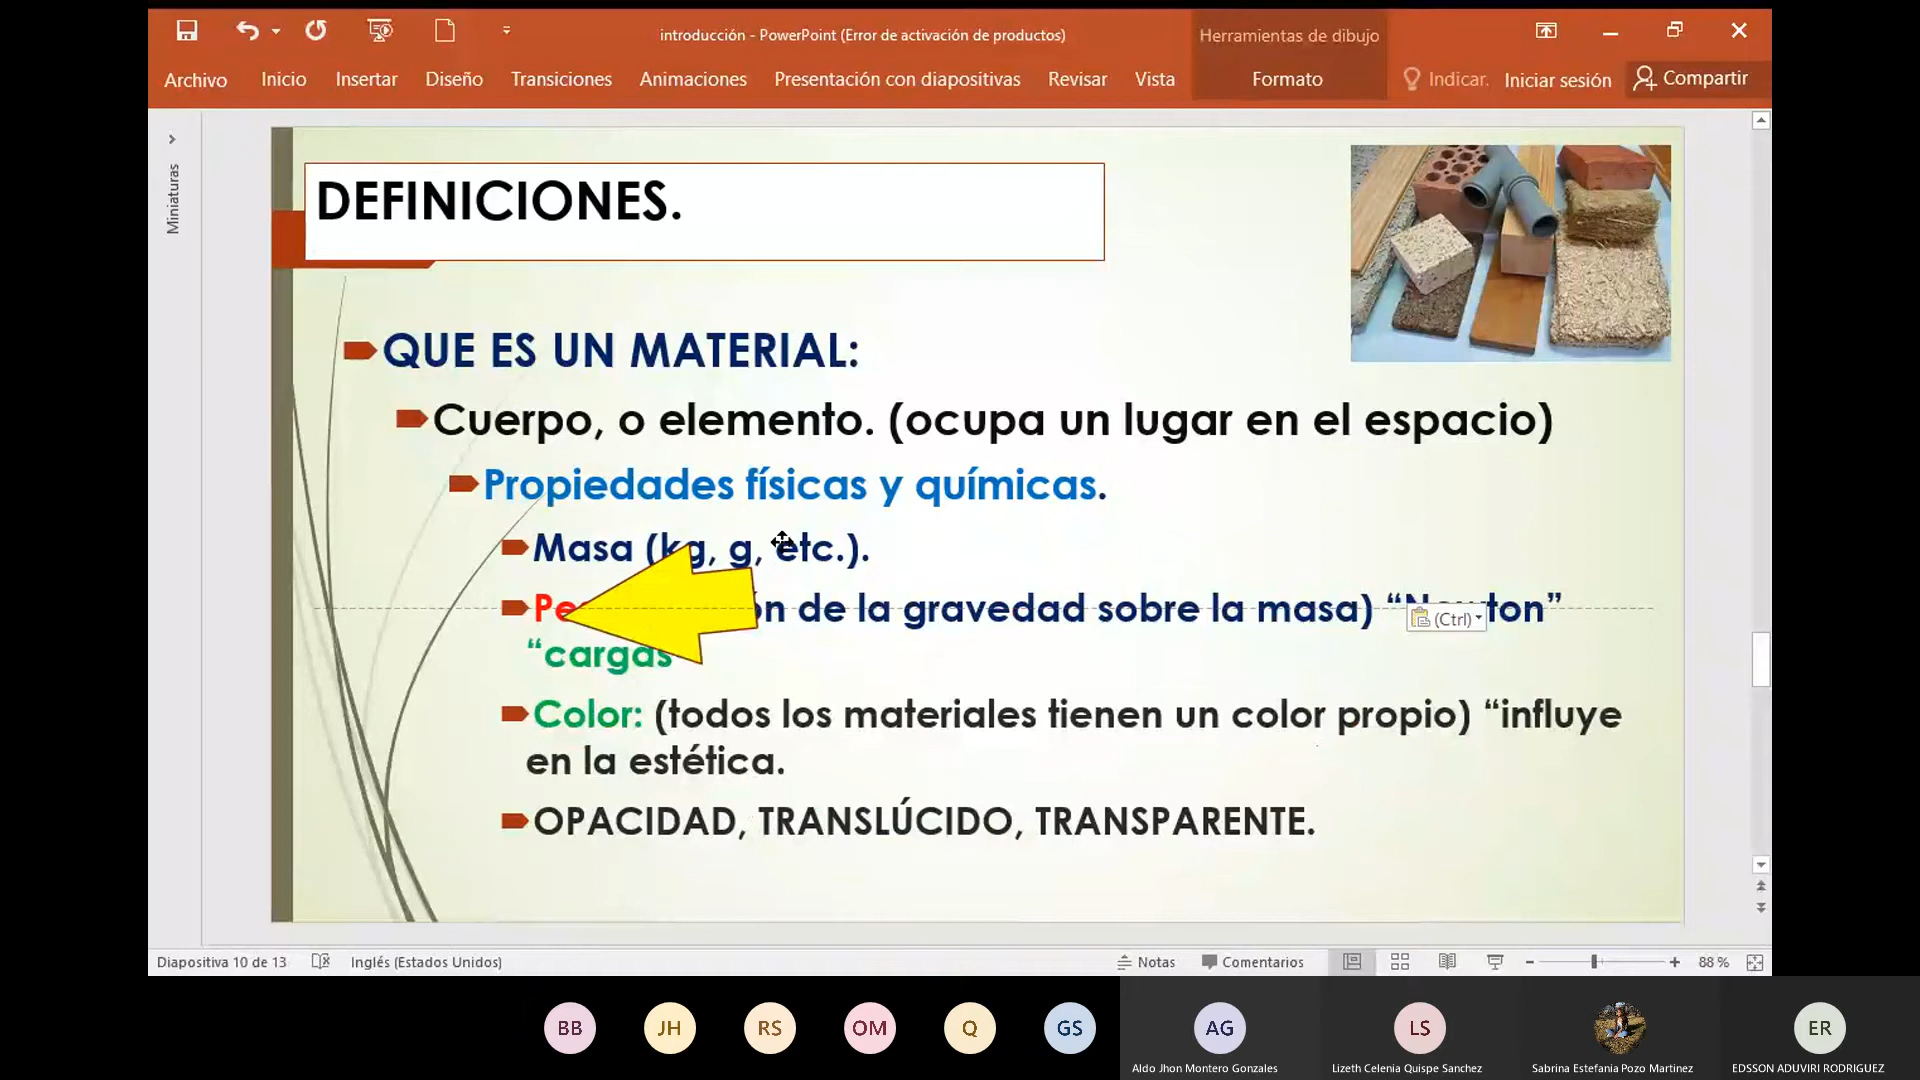 introducción - PowerPoint (Error de activación de productos)
Herramientas de dibujo
Archivo Inicio Insertar Diseño Transiciones Animaciones Presentación con diapositivas Revisar Vista Formato Indicar. Iniciar sesión Compartir
Miniaturas
DEFINICIONES.
QUE ES UN MATERIAL:
Cuerpo, o elemento. (ocupa un lugar en el espacio)
Propiedades físicas y químicas.
Masa (kg, g, etc.).
de la gravedad sobre la masa)
(Ctrl)
“cargas
Color: (todos los materiales tienen un color propio) “influye
en la estética.
OPACIDAD, TRANSLÚCIDO, TRANSPARENTE.
Diapositiva 10 de 13 Inglés (Estados Unidos) Notas Comentarios 88 %
BB JH RS OM Q GS AG LS ER
Aldo Jhon Montero Gonzales Lizeth Celenia Quispe Sanchez Sabrina Estefania Pozo Martinez EDSSON ADUVIRI RODRIGUEZ